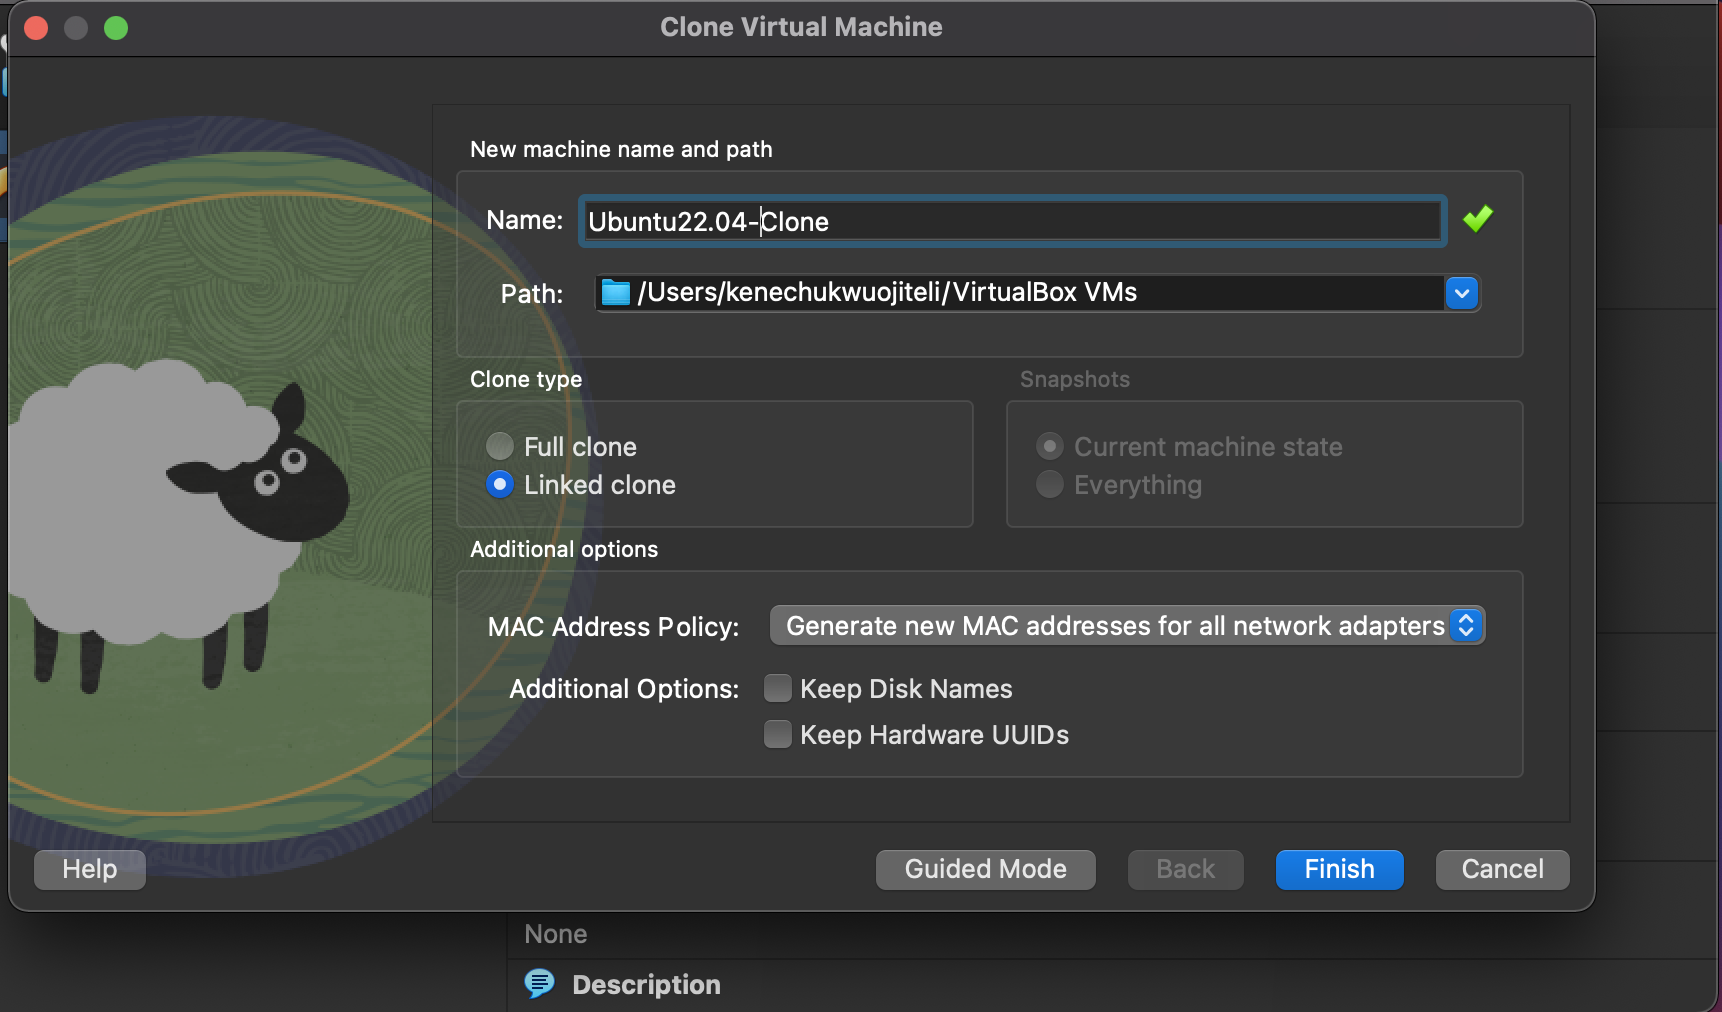 Clone Virtual Machine
New machine name and path
Name: Ubuntu22.04-Clone
Path: /Users/kenechukwuojiteli/VirtualBox VMs
Clone type
Full clone
Linked clone
Snapshots
Current machine state
Everything
Additional options
MAC Address Policy: Generate new MAC addresses for all network adapters
Additional Options: Keep Disk Names
Keep Hardware UUIDs
Help Guided Mode Back Finish Cancel
None
Description